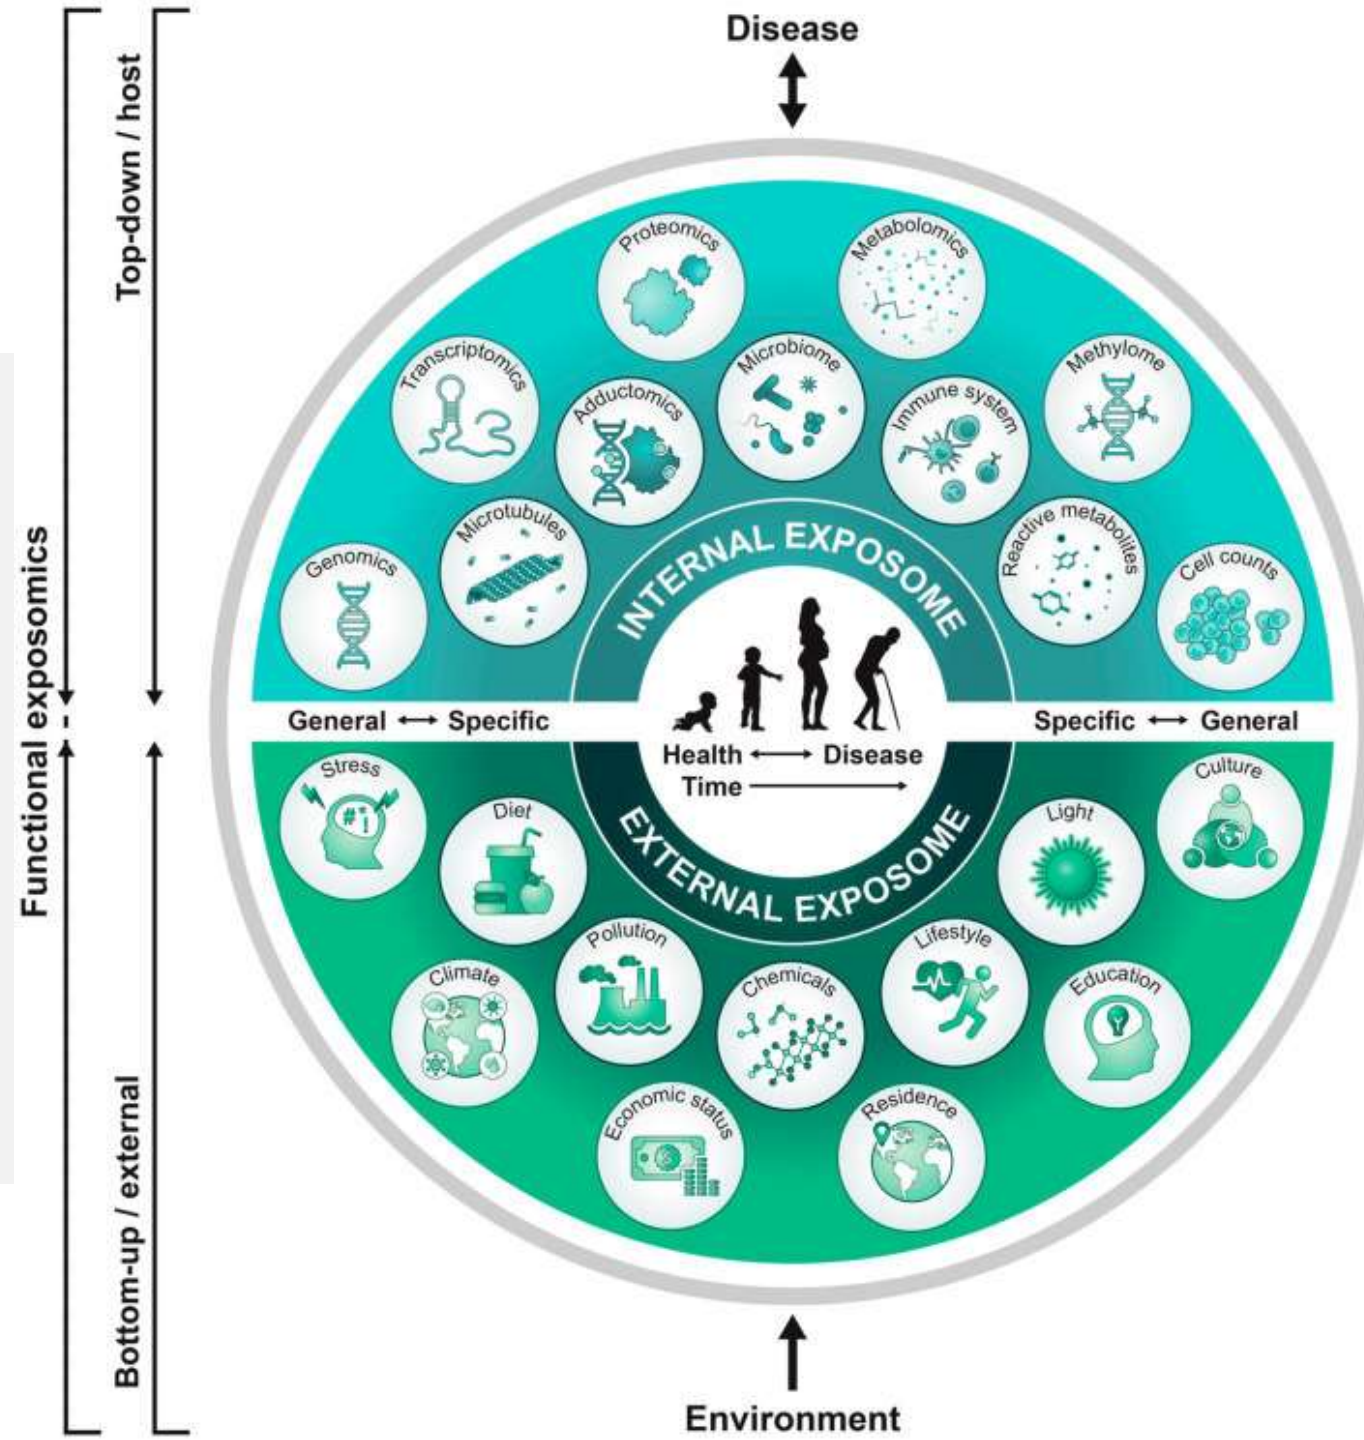 Disease
Functional exposomics
Top-down / host
Bottom-up / external
Proteomics
Metabolomics
Transcriptomics
Adductomics
Microbiome
Immune system
Methylome
Genomics
Microtubules
Reactive metabolites
Cell counts
INTERNAL EXPOSOME
General Specific
Specific General
Health Disease
Time
EXTERNAL EXPOSOME
Stress
#*!
Diet
Light
Culture
Climate
Pollution
Chemicals
Lifestyle
Education
Economic status
$
Residence
Environment